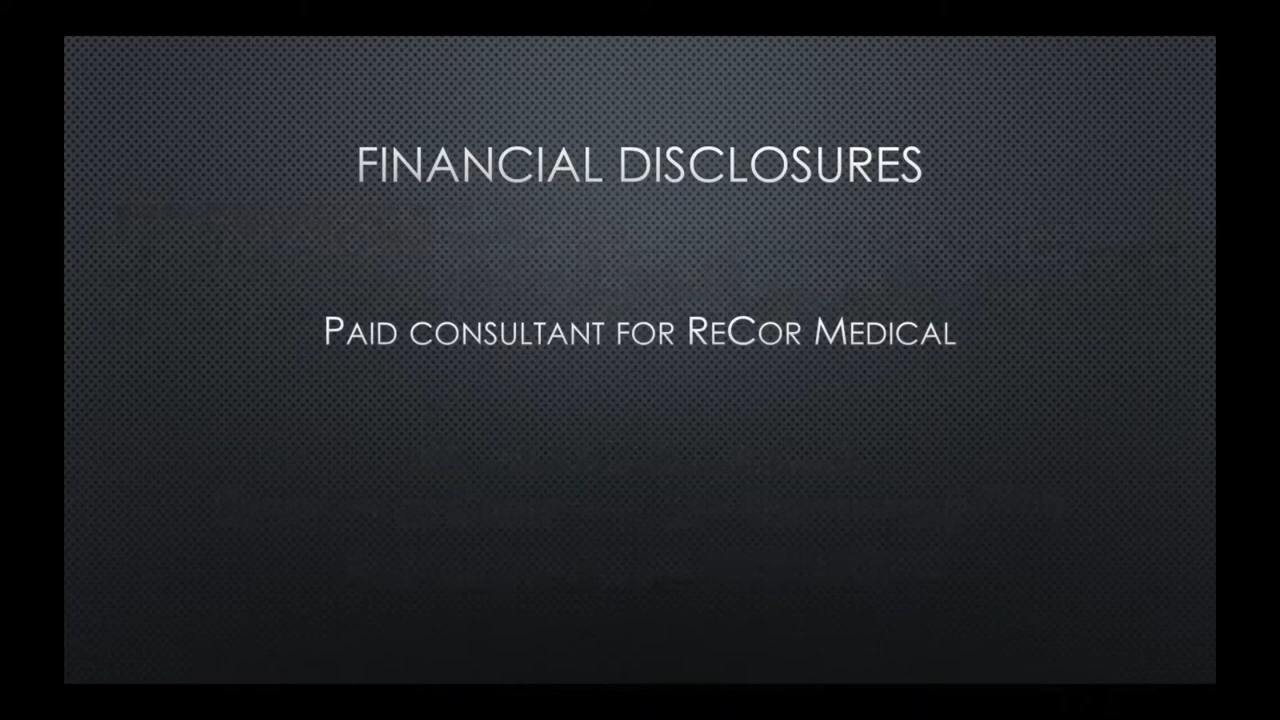 FINANCIAL DISCLOSURES
PAID CONSULTANT FOR RECOR MEDICAL